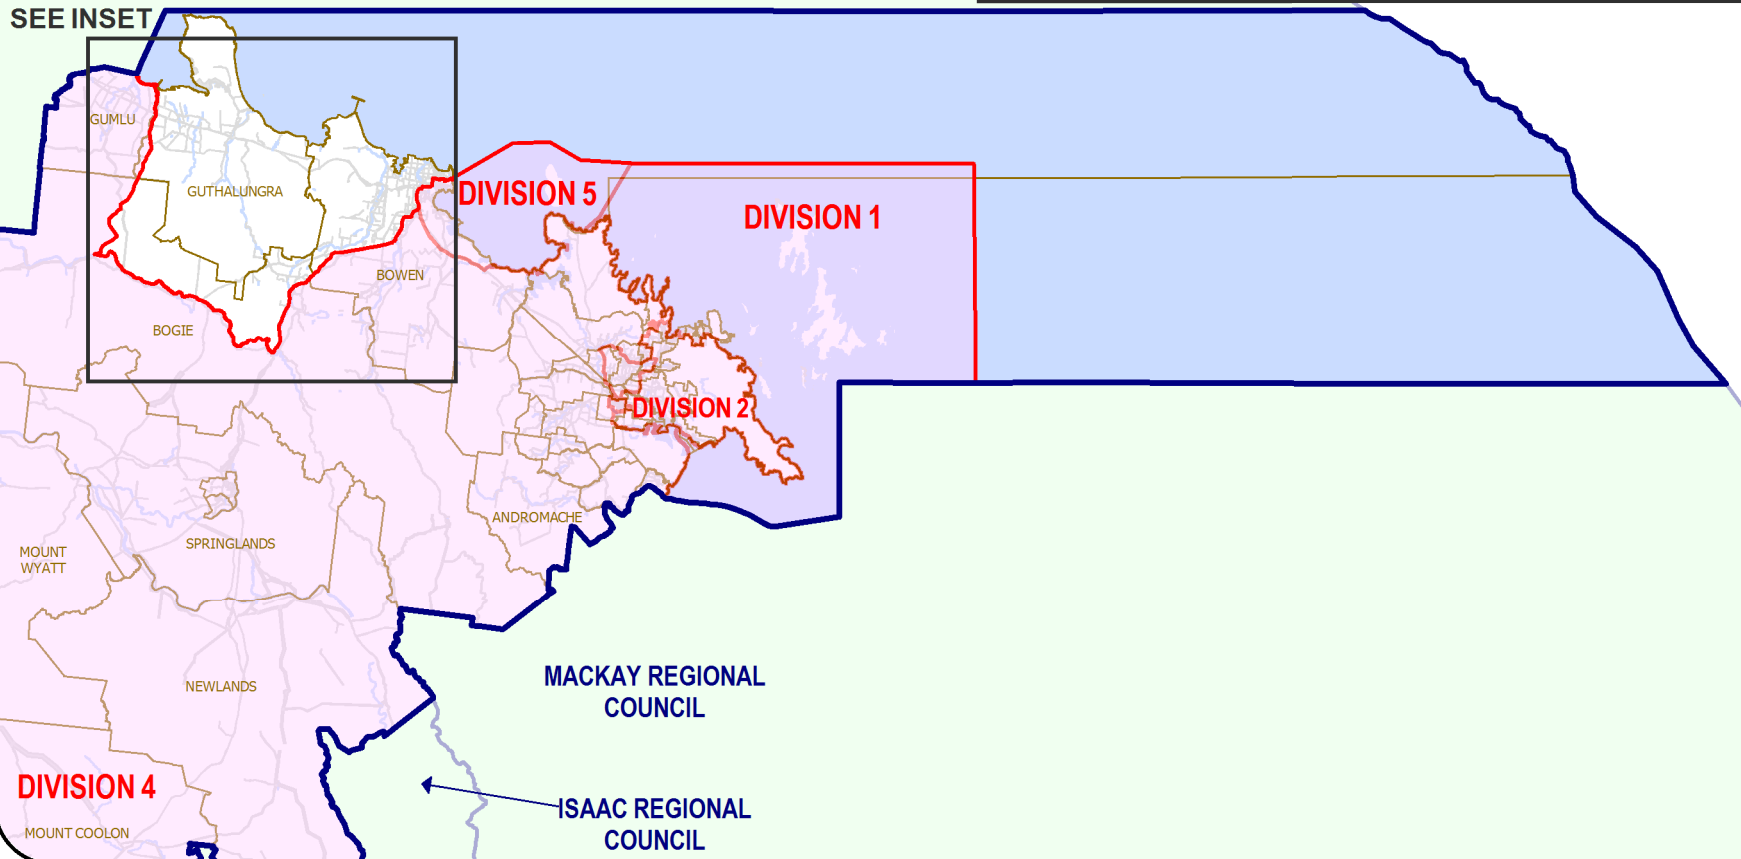 SEE INSET
GUMLU
GUTHALUNGRA
DIVISION 5
DIVISION 1
BOWEN
BOGIE
DIVISION 2
ANDROMACHE
SPRINGLANDS
MOUNT
WYATT
NEWLANDS
MACKAY REGIONAL
COUNCIL
DIVISION 4
ISAAC REGIONAL
COUNCIL
MOUNT COOLON